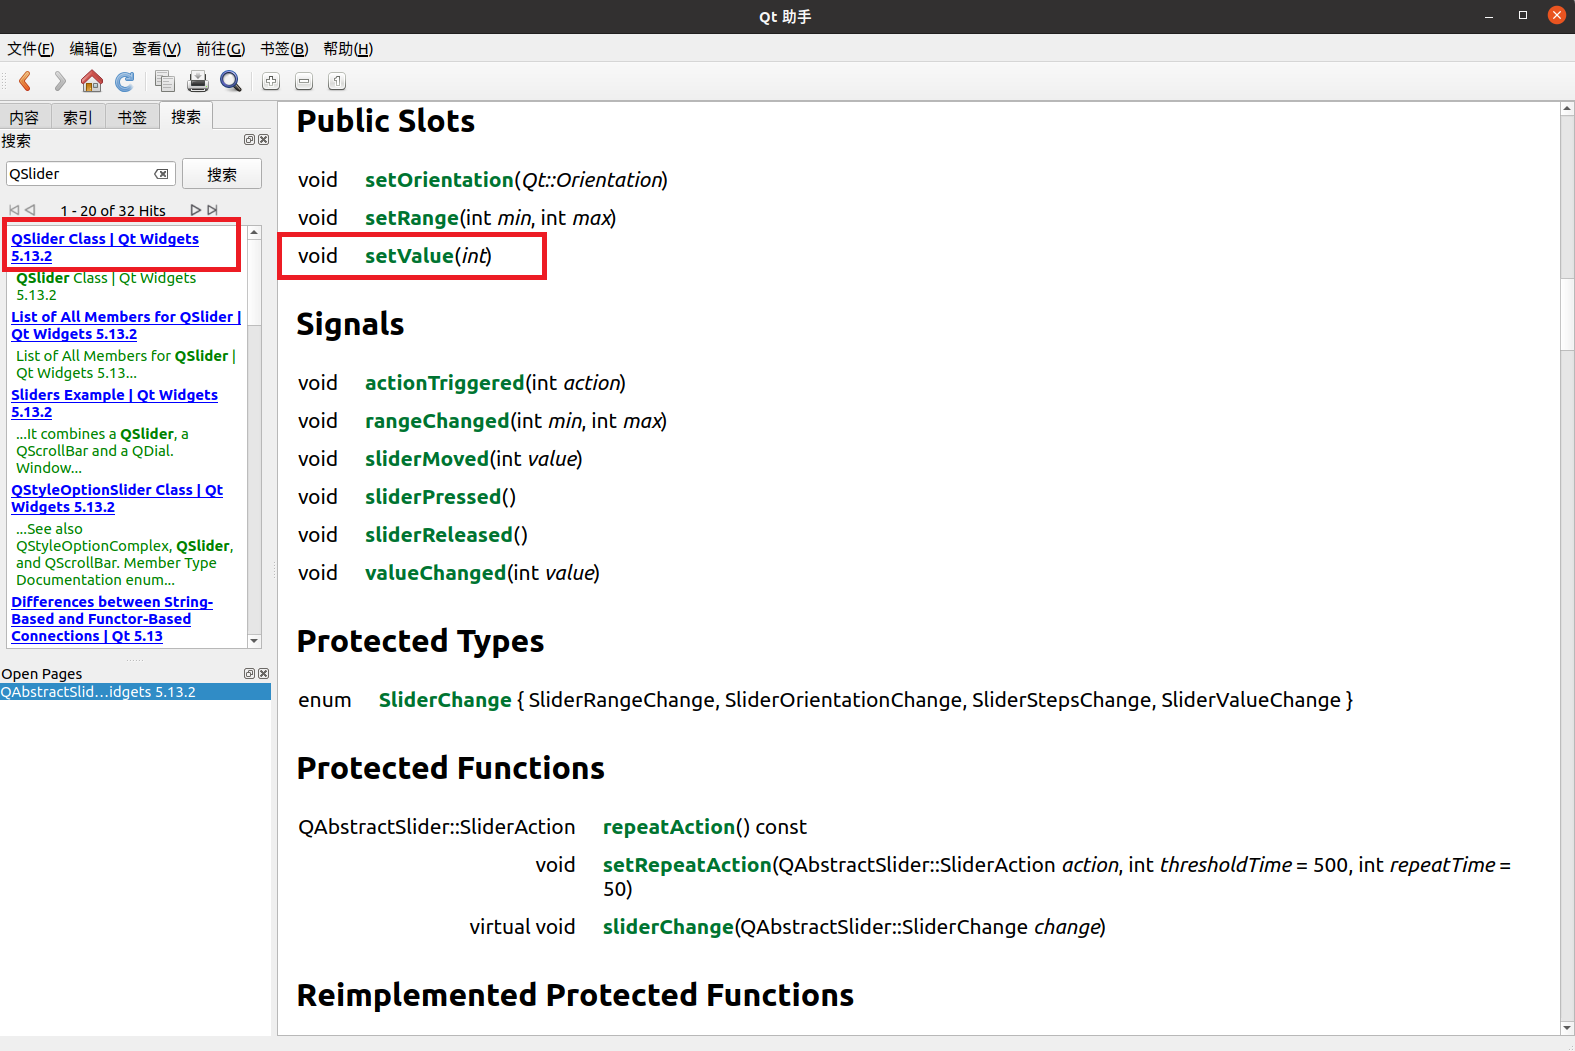 Qt 助手
文件(F) 编辑(E) 查看(V) 前往(G) 书签(B) 帮助(H)
内容 索引 书签 搜索
搜索
QSlider 搜索
1 - 20 of 32 Hits
QSlider Class | Qt Widgets
5.13.2
QSlider Class | Qt Widgets
5.13.2
List of All Members for QSlider |
Qt Widgets 5.13.2
List of All Members for QSlider |
Qt Widgets 5.13...
Sliders Example | Qt Widgets
5.13.2
...It combines a QSlider, a
QScrollBar and a QDial.
Window...
QStyleOptionSlider Class | Qt
Widgets 5.13.2
...See also
QStyleOptionComplex, QSlider,
and QScrollBar. Member Type
Documentation enum...
Differences between String-
Based and Functor-Based
Connections | Qt 5.13
Open Pages
QAbstractSlid...idgets 5.13.2
Public Slots
void setOrientation(Qt::Orientation)
void setRange(int min, int max)
void setValue(int)
Signals
void actionTriggered(int action)
void rangeChanged(int min, int max)
void sliderMoved(int value)
void sliderPressed()
void sliderReleased()
void valueChanged(int value)
Protected Types
enum SliderChange { SliderRangeChange, SliderOrientationChange, SliderStepsChange, SliderValueChange }
Protected Functions
QAbstractSlider::SliderAction repeatAction() const
void setRepeatAction(QAbstractSlider::SliderAction action, int thresholdTime = 500, int repeatTime =
50)
virtual void sliderChange(QAbstractSlider::SliderChange change)
Reimplemented Protected Functions